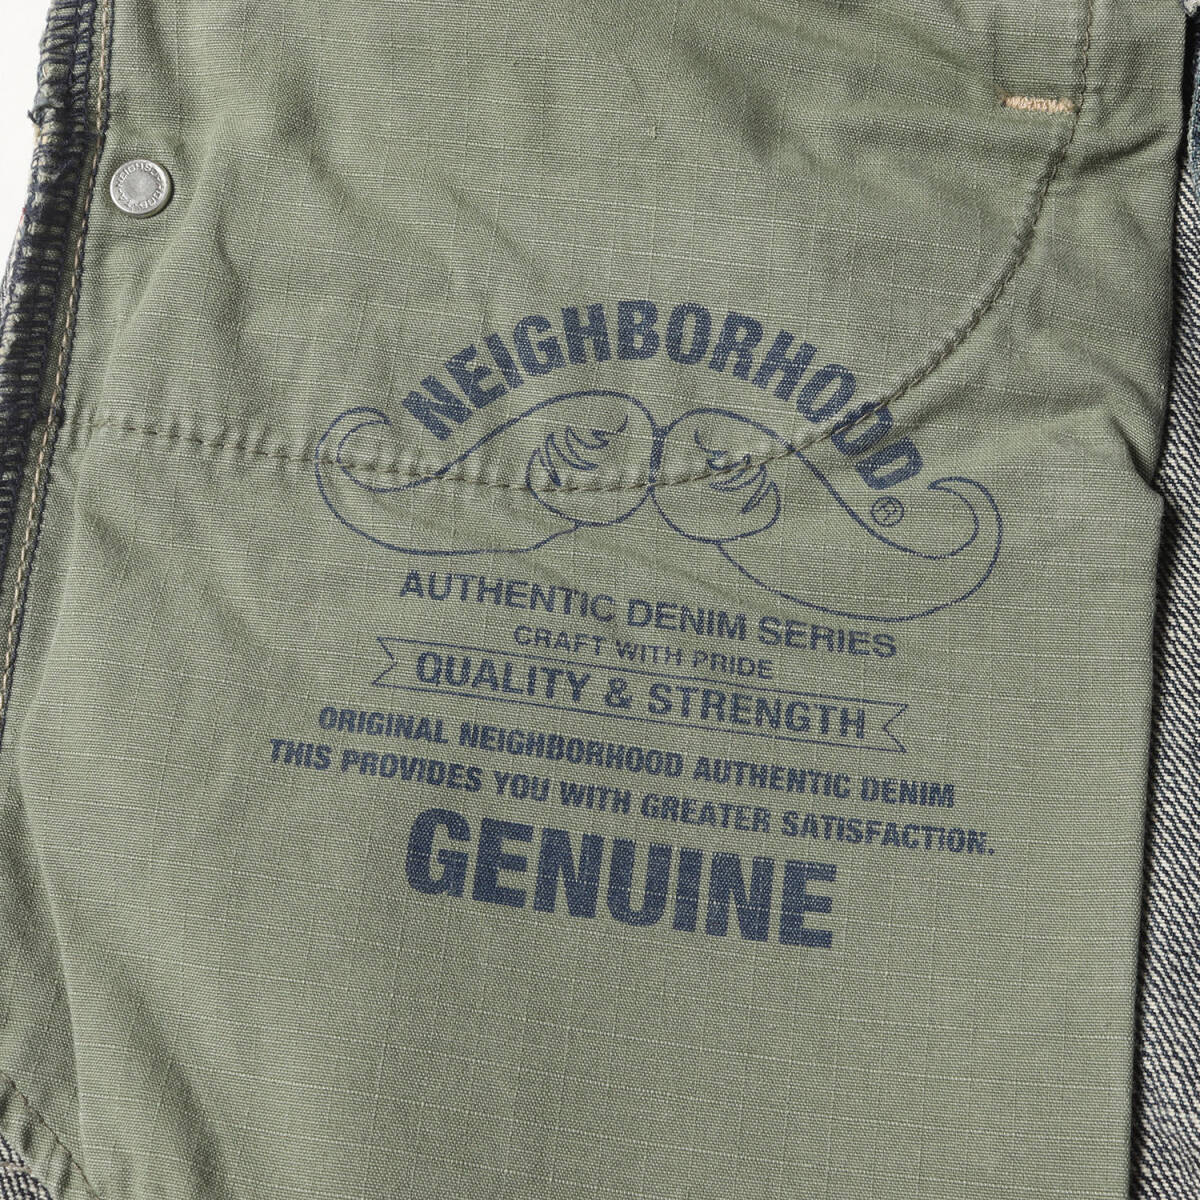 NEIGHBORHOOD
®
AUTHENTIC DENIM SERIES
CRAFT WITH PRIDE
QUALITY & STRENGTH
ORIGINAL NEIGHBORHOOD AUTHENTIC DENIM
THIS PROVIDES YOU WITH GREATER SATISFACTION.
GENUINE